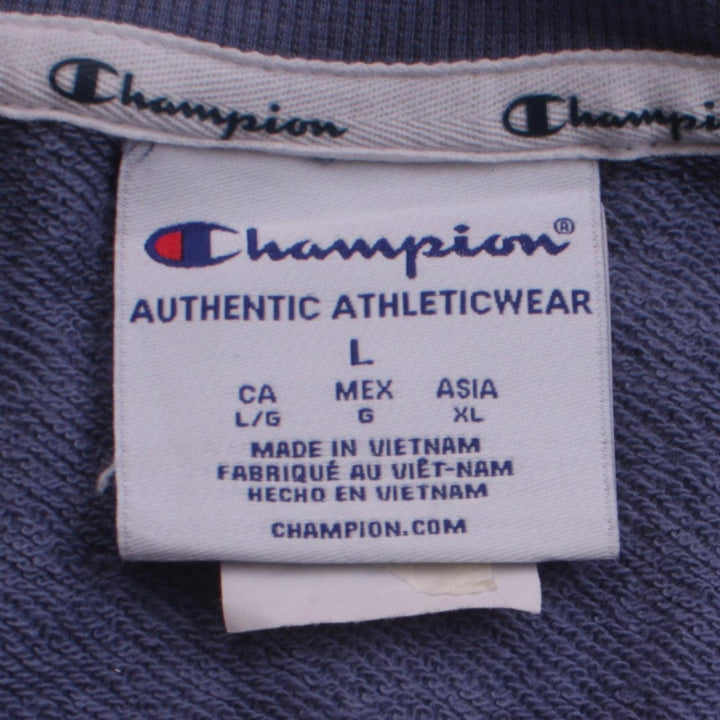 Champion Champi
Champion®
AUTHENTIC ATHLETICWEAR
L
CA MEX ASIA
L/G G XL
MADE IN VIETNAM
FABRIQUÉ AU VIÊT-NAM
HECHO EN VIETNAM
CHAMPION.COM